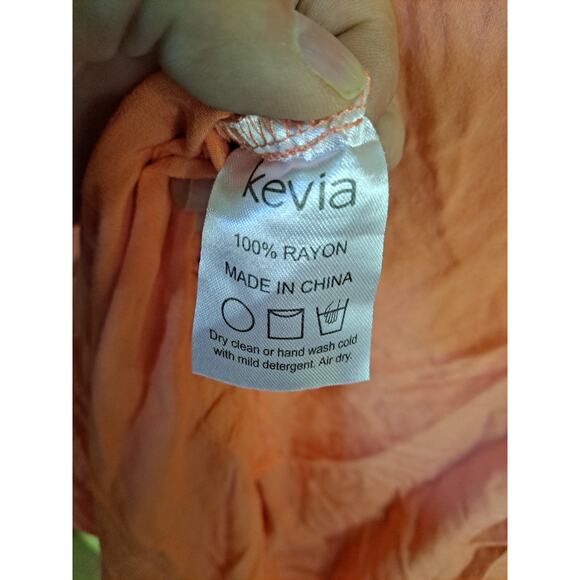 kevia
100% RAYON
MADE IN CHINA
Dry clean or hand wash cold
with mild detergent. Air dry.